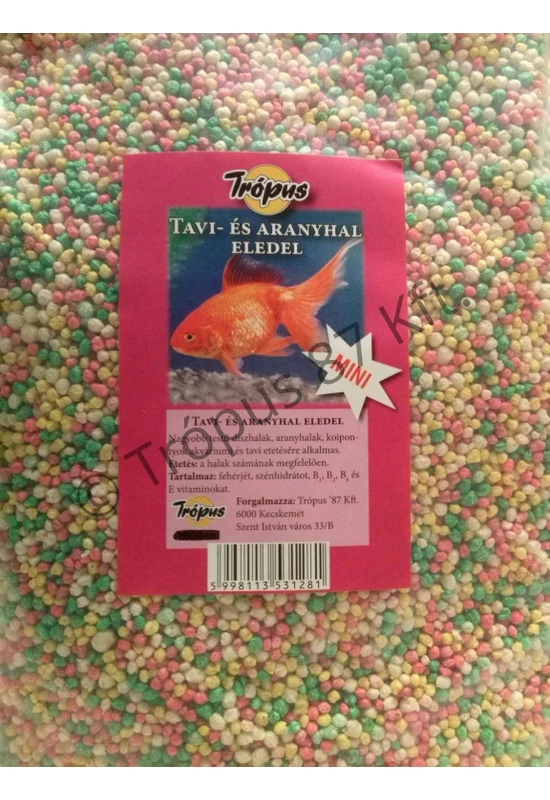 Trópus
TAVI- ÉS ARANYHAL
ELEDEL
MINI
TAVI- ÉS ARANYHAL ELEDEL
Nagyobb testű díszhalak, aranyhalak, koipon-
tyok akváriumi és tavi etetésére alkalmas.
Etetés: a halak számának megfelelően.
Tartalmaz: fehérjét, szénhidrátot, B₁, B₂, B₆ és
E vitaminokat.
Trópus
Forgalmazza: Trópus '87 Kft.
6000 Kecskemét
Szent István város 33/B
5 998113 531281
© Trópus 87 Kft.